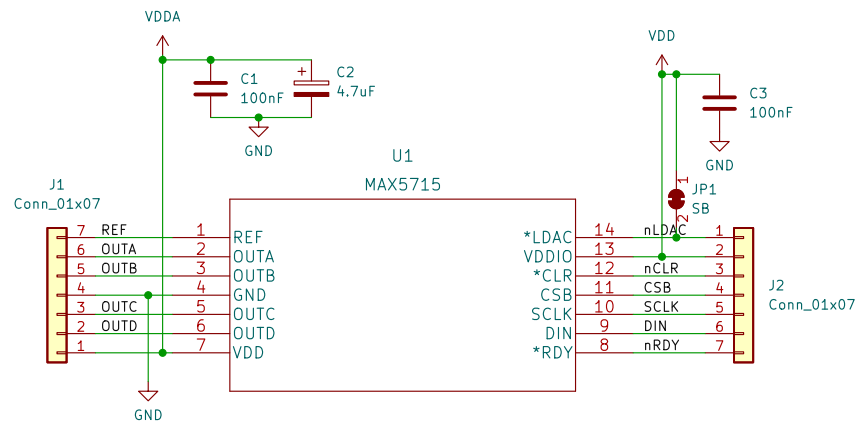 VDDA
VDD
+
C1
100nF
C2
4.7uF
C3
100nF
GND
GND
U1
MAX5715
J1
Conn_01x07
1
JP1
SB
2
7 REF 1 REF
6 OUTA 2 OUTA
5 OUTB 3 OUTB
4 4 GND
3 OUTC 5 OUTC
2 OUTD 6 OUTD
1 7 VDD
GND
*LDAC 14 nLDAC 1
VDDIO 13 2
*CLR 12 nCLR 3
CSB 11 CSB 4
SCLK 10 SCLK 5
DIN 9 DIN 6
*RDY 8 nRDY 7
J2
Conn_01x07